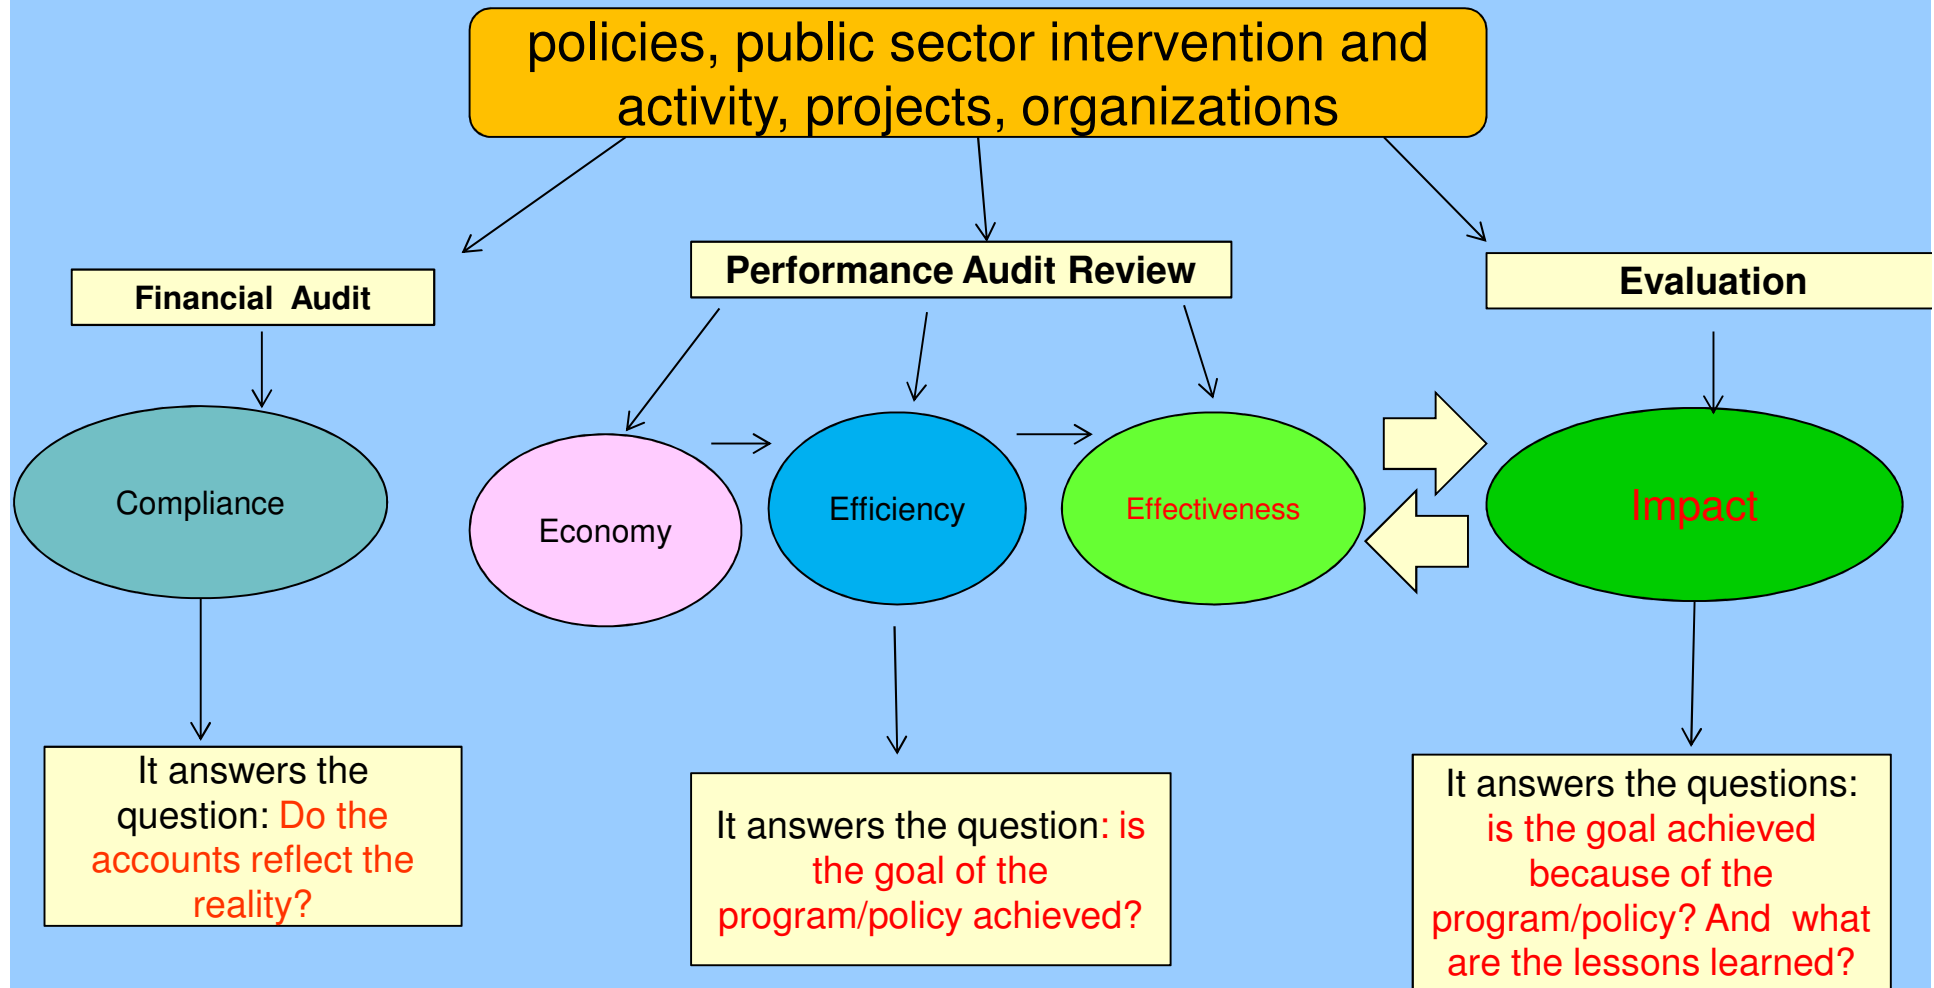 policies, public sector intervention and
activity, projects, organizations
Financial Audit
Performance Audit Review
Evaluation
Compliance
Economy
Efficiency
Effectiveness
Impact
It answers the
question: Do the
accounts reflect the
reality?
It answers the question: is
the goal of the
program/policy achieved?
It answers the questions:
is the goal achieved
because of the
program/policy? And what
are the lessons learned?